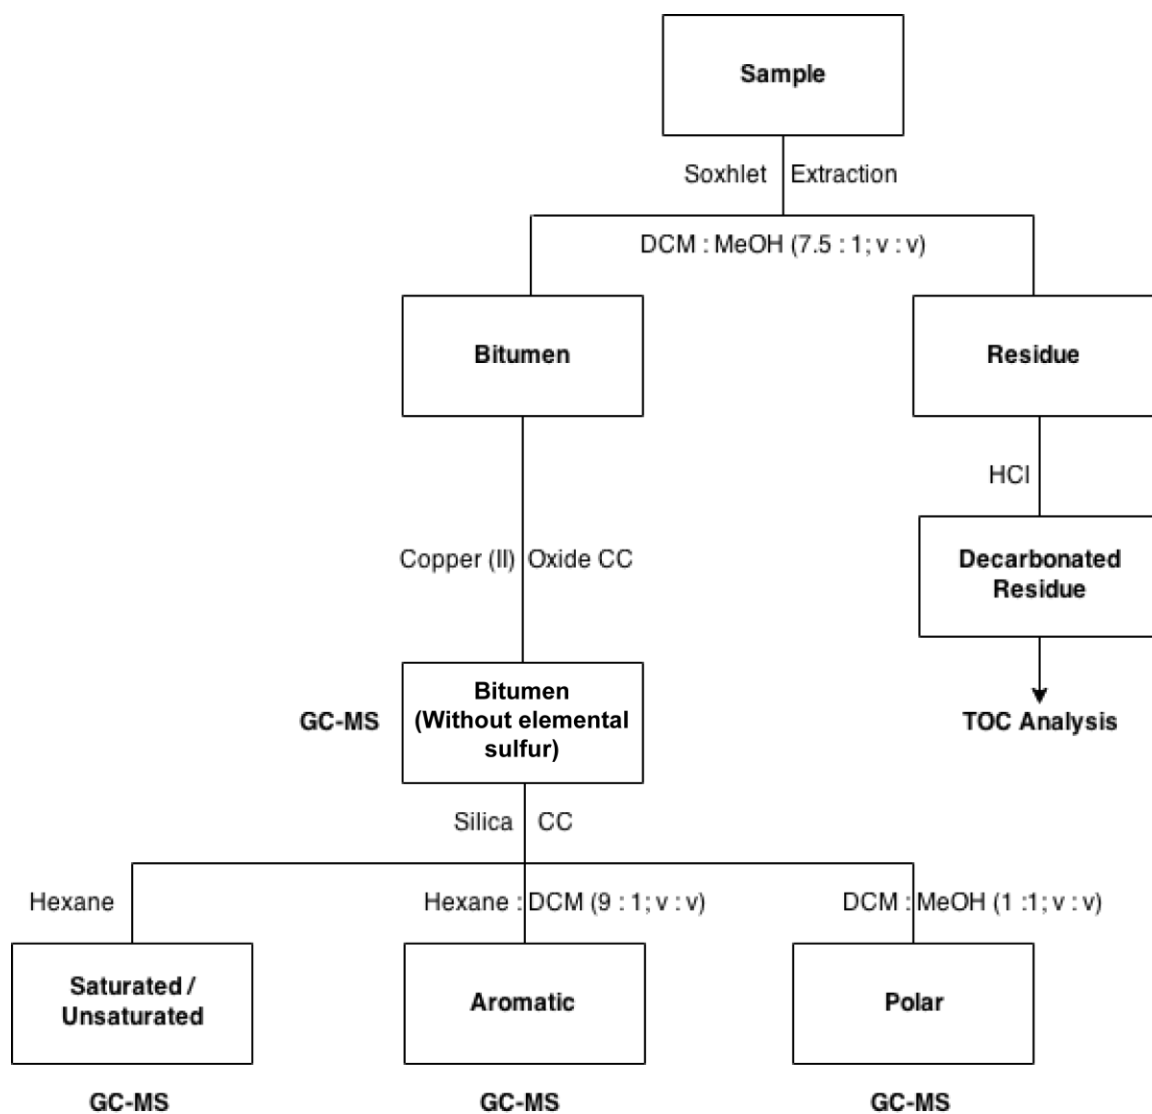 Sample
Soxhlet Extraction
DCM : MeOH (7.5 : 1; v : v)
Bitumen
Residue
HCl
Copper (II) Oxide CC
Decarbonated
Residue
Bitumen
(Without elemental
sulfur)
GC-MS
TOC Analysis
Silica CC
Hexane
Hexane : DCM (9 : 1; v : v)
DCM : MeOH (1 :1; v : v)
Saturated /
Unsaturated
Aromatic
Polar
GC-MS
GC-MS
GC-MS